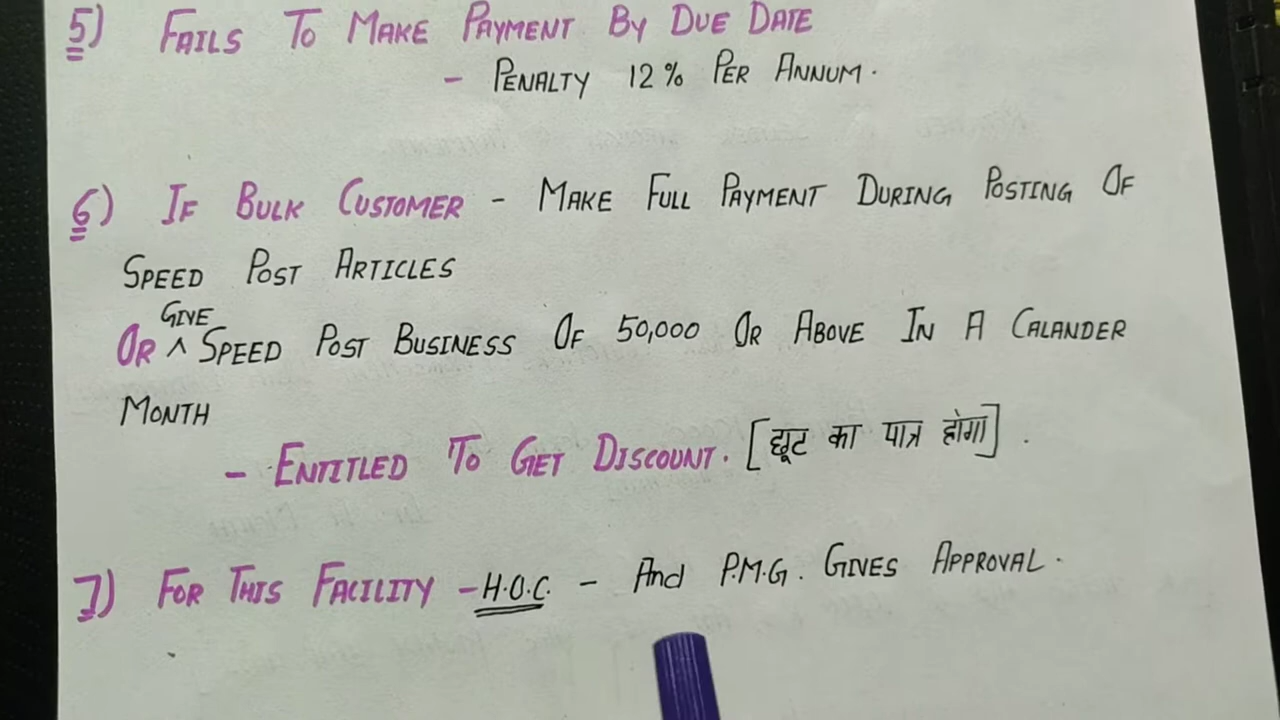 5) FAILS TO MAKE PAYMENT BY DUE DATE
- PENALTY 12% PER ANNUM.
6) IF BULK CUSTOMER - MAKE FULL PAYMENT DURING POSTING OF
SPEED POST ARTICLES
GIVE
OR ^ SPEED POST BUSINESS OF 50,000 OR ABOVE IN A CALANDER
MONTH
- ENTITLED TO GET DISCOUNT. [छूट का पात्र होगा] .
7) FOR THIS FACILITY - H.O.C. - AND P.M.G. GIVES APPROVAL.